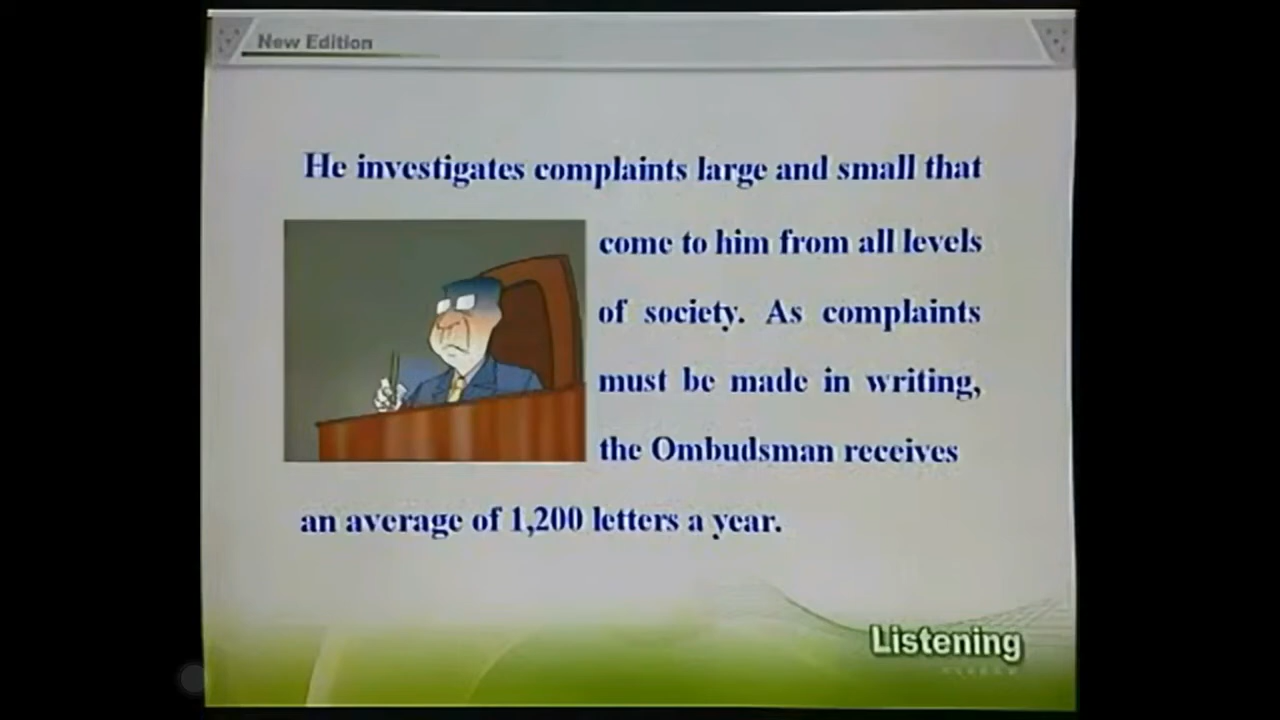 New Edition
He investigates complaints large and small that
come to him from all levels
of society. As complaints
must be made in writing,
the Ombudsman receives
an average of 1,200 letters a year.
Listening